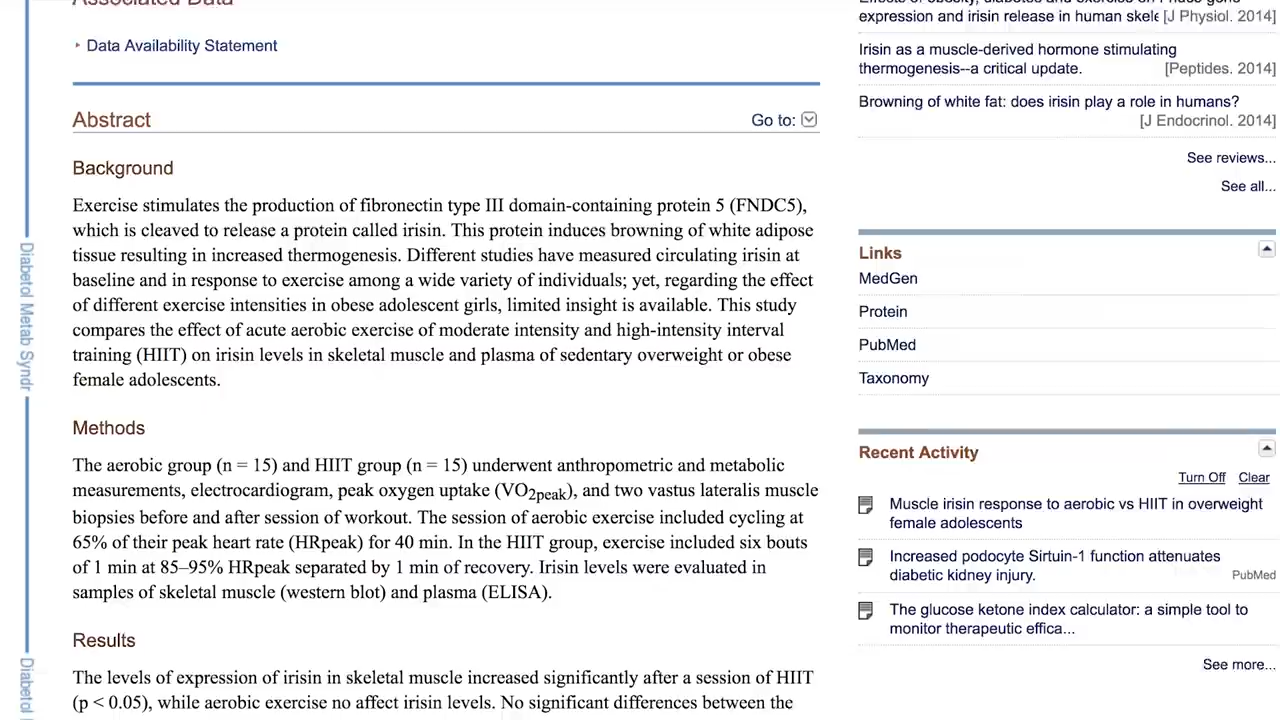 Associated Data
Data Availability Statement
Abstract
Go to:
Background
Exercise stimulates the production of fibronectin type III domain-containing protein 5 (FNDC5),
which is cleaved to release a protein called irisin. This protein induces browning of white adipose
tissue resulting in increased thermogenesis. Different studies have measured circulating irisin at
baseline and in response to exercise among a wide variety of individuals; yet, regarding the effect
of different exercise intensities in obese adolescent girls, limited insight is available. This study
compares the effect of acute aerobic exercise of moderate intensity and high-intensity interval
training (HIIT) on irisin levels in skeletal muscle and plasma of sedentary overweight or obese
female adolescents.
Methods
The aerobic group (n = 15) and HIIT group (n = 15) underwent anthropometric and metabolic
measurements, electrocardiogram, peak oxygen uptake (VO2peak), and two vastus lateralis muscle
biopsies before and after session of workout. The session of aerobic exercise included cycling at
65% of their peak heart rate (HRpeak) for 40 min. In the HIIT group, exercise included six bouts
of 1 min at 85–95% HRpeak separated by 1 min of recovery. Irisin levels were evaluated in
samples of skeletal muscle (western blot) and plasma (ELISA).
Results
The levels of expression of irisin in skeletal muscle increased significantly after a session of HIIT
(p < 0.05), while aerobic exercise no affect irisin levels. No significant differences between the
Diabetol Metab Syndr
Diabetol
Effects of obesity, diabetes and exercise on Fndc5 gene
expression and irisin release in human skele [J Physiol. 2014]
Irisin as a muscle-derived hormone stimulating
thermogenesis--a critical update. [Peptides. 2014]
Browning of white fat: does irisin play a role in humans?
[J Endocrinol. 2014]
See reviews...
See all...
Links
MedGen
Protein
PubMed
Taxonomy
Recent Activity
Turn Off Clear
Muscle irisin response to aerobic vs HIIT in overweight
female adolescents
Increased podocyte Sirtuin-1 function attenuates
diabetic kidney injury. PubMed
The glucose ketone index calculator: a simple tool to
monitor therapeutic effica...
See more...